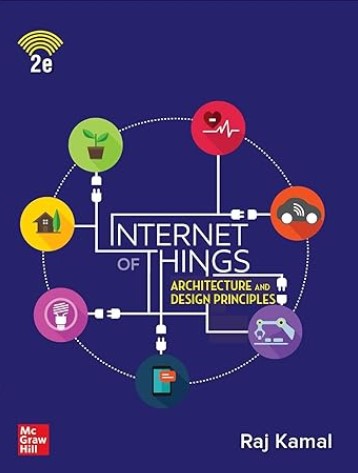 2e
INTERNET
OF THINGS
ARCHITECTURE AND
DESIGN PRINCIPLES
Mc
Graw
Hill
Raj Kamal